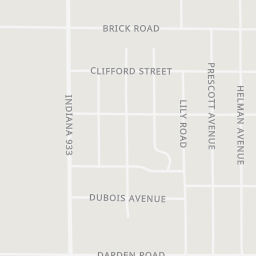 BRICK ROAD
CLIFFORD STREET
PRESCOTT AVENUE
HELMAN AVENUE
INDIANA 933
LILY ROAD
DUBOIS AVENUE
DARDEN ROAD